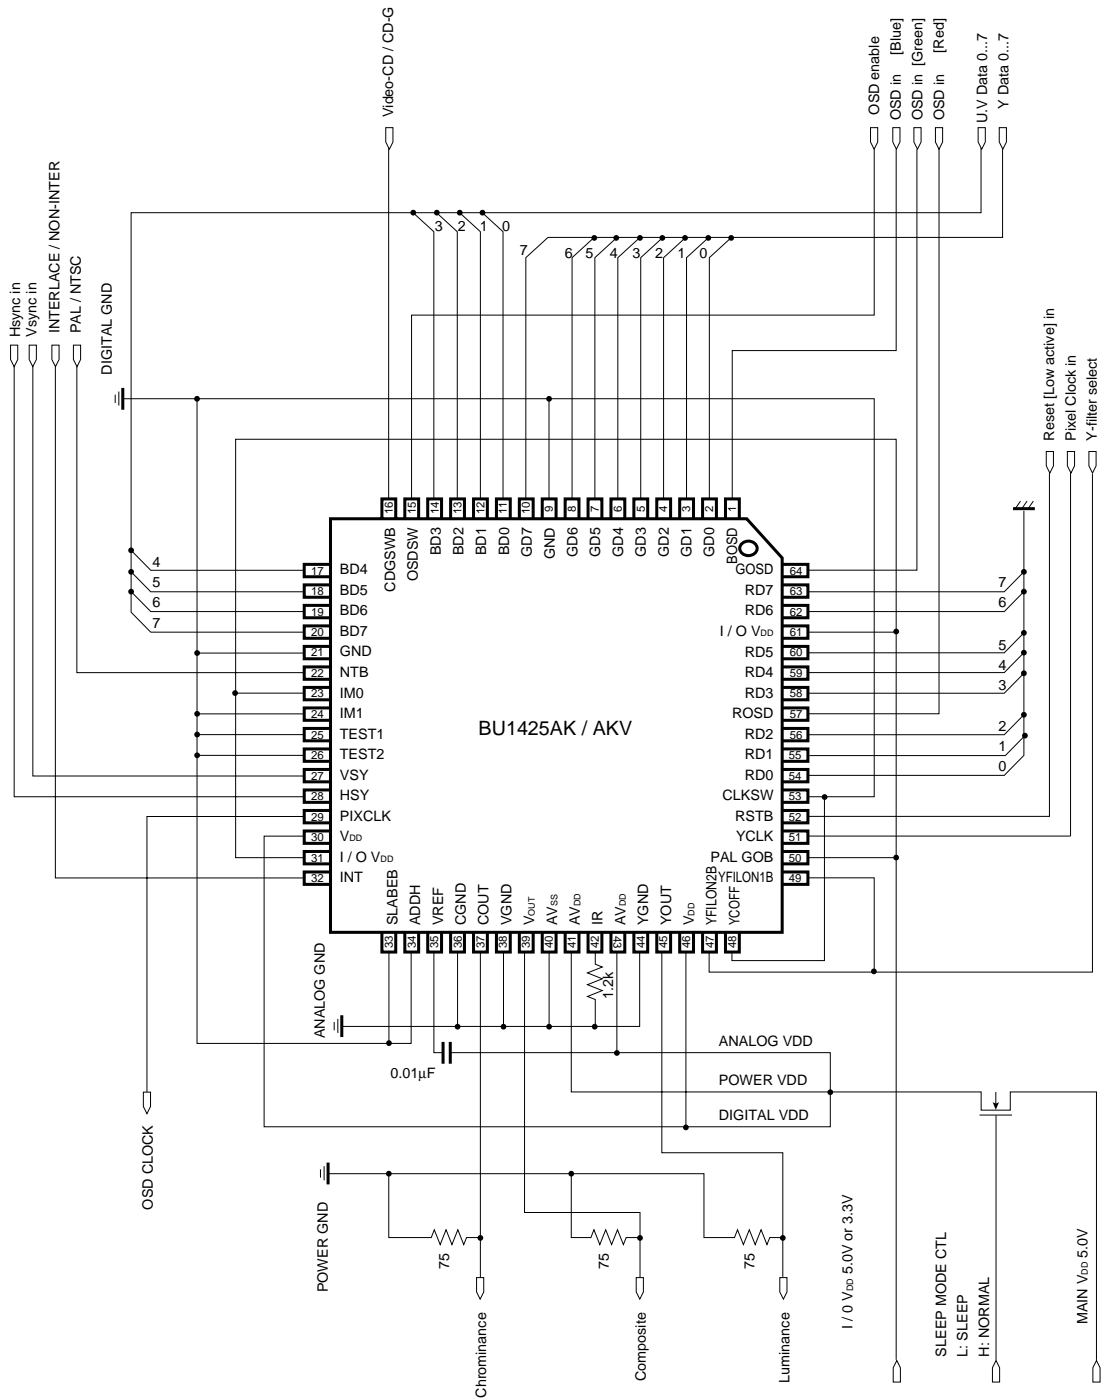 Video-CD / CD-G
OSD enable
OSD in [Blue]
OSD in [Green]
OSD in [Red]
U.V Data 0...7
Y Data 0...7
Hsync in
Vsync in
INTERLACE / NON-INTER
PAL / NTSC
DIGITAL GND
3
2
1
0
7
6
5
4
3
2
1
0
Reset [Low active] in
Pixel Clock in
Y-filter select
16
15
14
13
12
11
10
9
8
7
6
5
4
3
2
1
CDGSWB
OSDSW
BD3
BD2
BD1
BD0
GD7
GND
GD6
GD5
GD4
GD3
GD2
GD1
GD0
BOSD
4
5
6
7
17 BD4
18 BD5
19 BD6
20 BD7
21 GND
22 NTB
23 IM0
24 IM1
25 TEST1
26 TEST2
27 VSY
28 HSY
29 PIXCLK
30 VDD
31 I / O VDD
32 INT
BU1425AK / AKV
GOSD 64
RD7 63
RD6 62
I / O VDD 61
RD5 60
RD4 59
RD3 58
ROSD 57
RD2 56
RD1 55
RD0 54
CLKSW 53
RSTB 52
YCLK 51
PAL GOB 50
YFILON1B 49
7
6
5
4
3
2
1
0
SLABEB
ADDH
VREF
CGND
COUT
VGND
VOUT
AVSS
AVDD
IR
AVDD
YGND
YOUT
VDD
YFILON2B
YCOFF
33
34
35
36
37
38
39
40
41
42
43
44
45
46
47
48
ANALOG GND
1.2k
0.01μF
ANALOG VDD
POWER VDD
DIGITAL VDD
OSD CLOCK
POWER GND
75
75
75
Chrominance
Composite
Luminance
I / 0 VDD 5.0V or 3.3V
SLEEP MODE CTL
L: SLEEP
H: NORMAL
MAIN VDD 5.0V